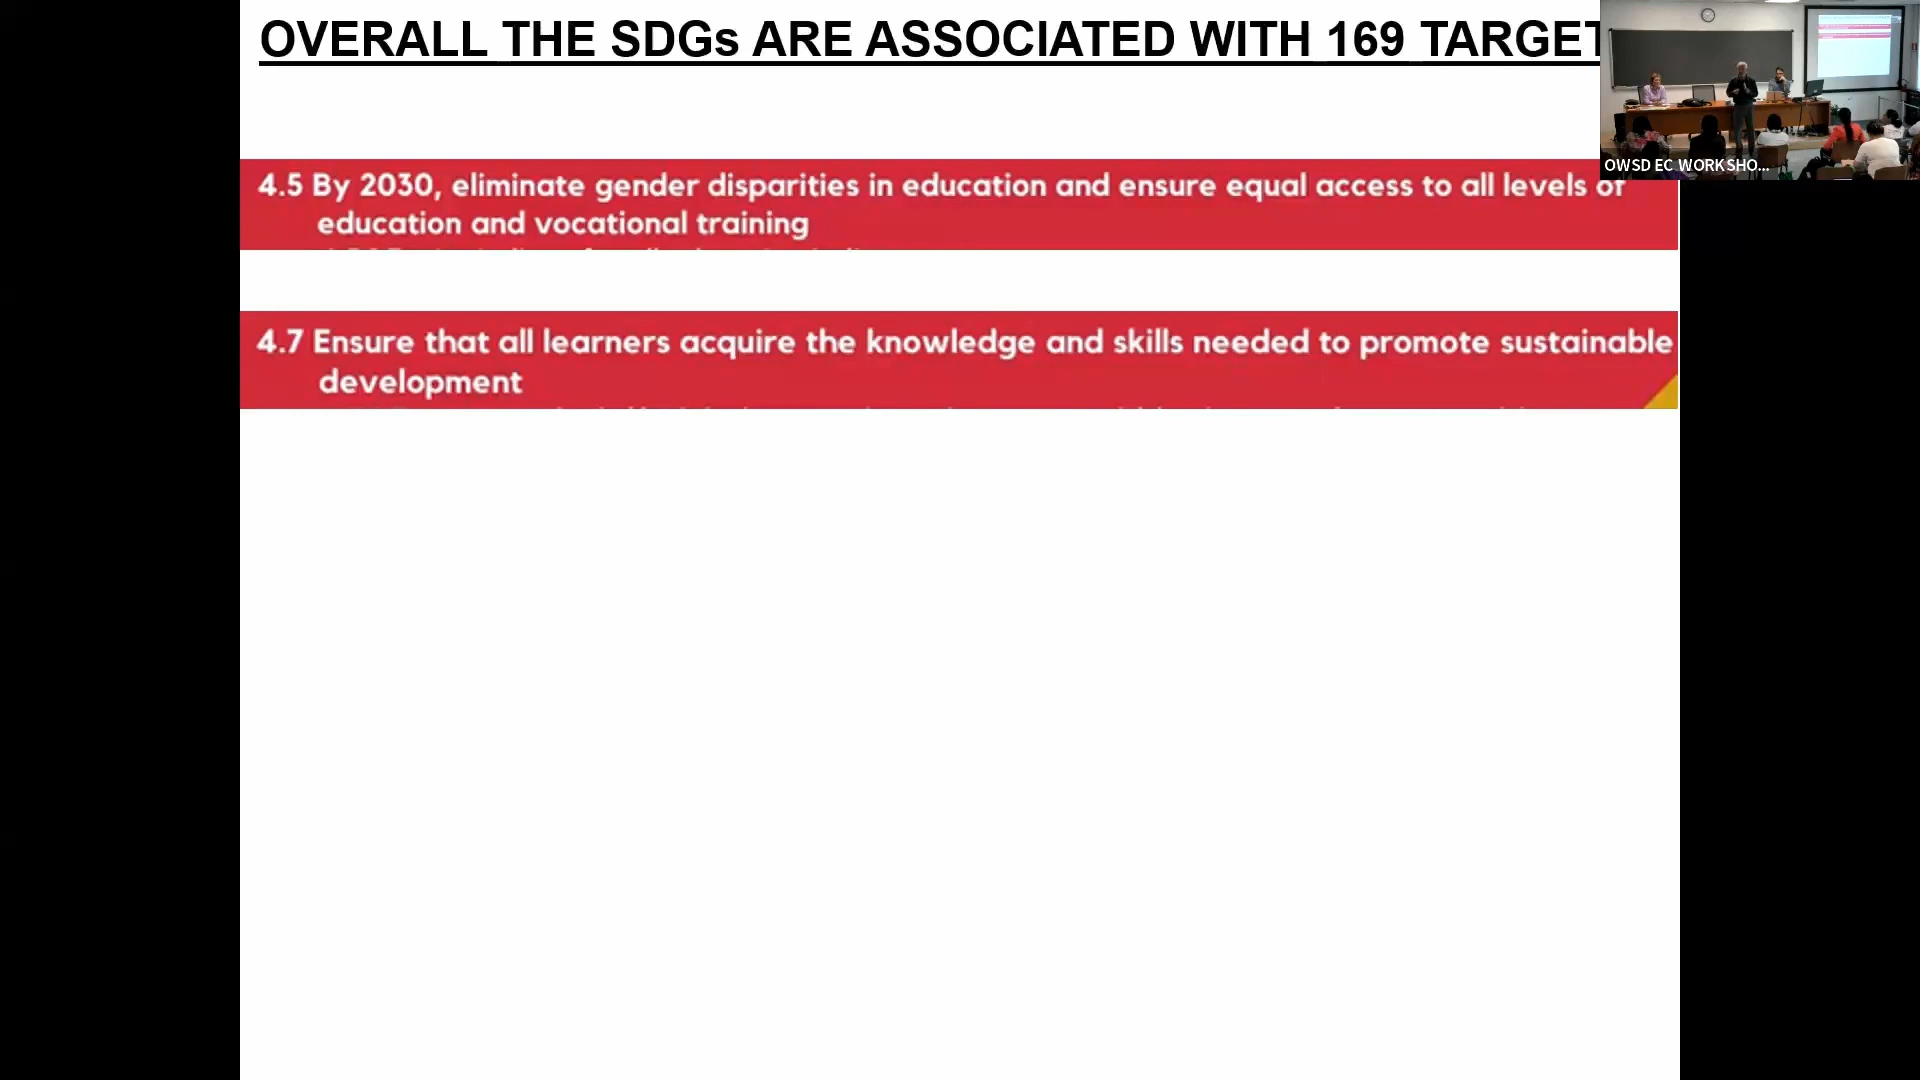 OVERALL THE SDGs ARE ASSOCIATED WITH 169 TARGET
OWSD EC WORKSHO...
4.5 By 2030, eliminate gender disparities in education and ensure equal access to all levels of
education and vocational training
4.7 Ensure that all learners acquire the knowledge and skills needed to promote sustainable
development